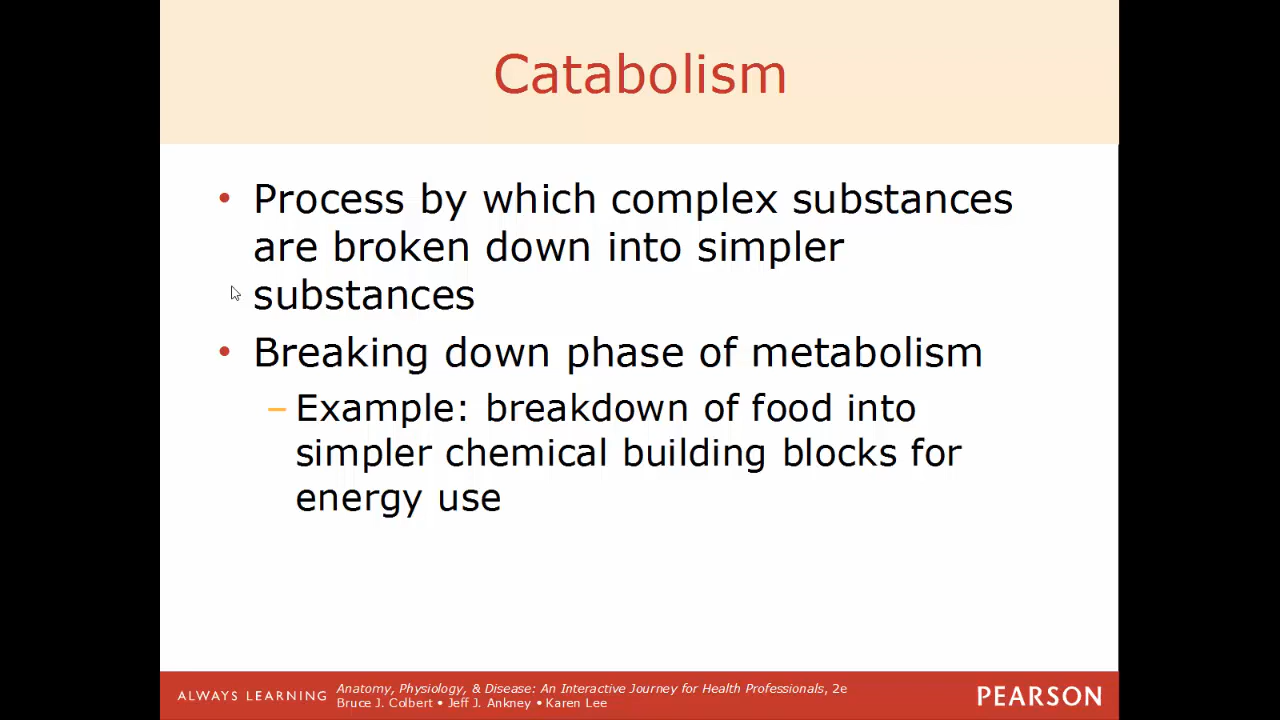 Catabolism
• Process by which complex substances
are broken down into simpler
substances
• Breaking down phase of metabolism
– Example: breakdown of food into
simpler chemical building blocks for
energy use
ALWAYS LEARNING
Anatomy, Physiology, & Disease: An Interactive Journey for Health Professionals, 2e
Bruce J. Colbert • Jeff J. Ankney • Karen Lee
PEARSON